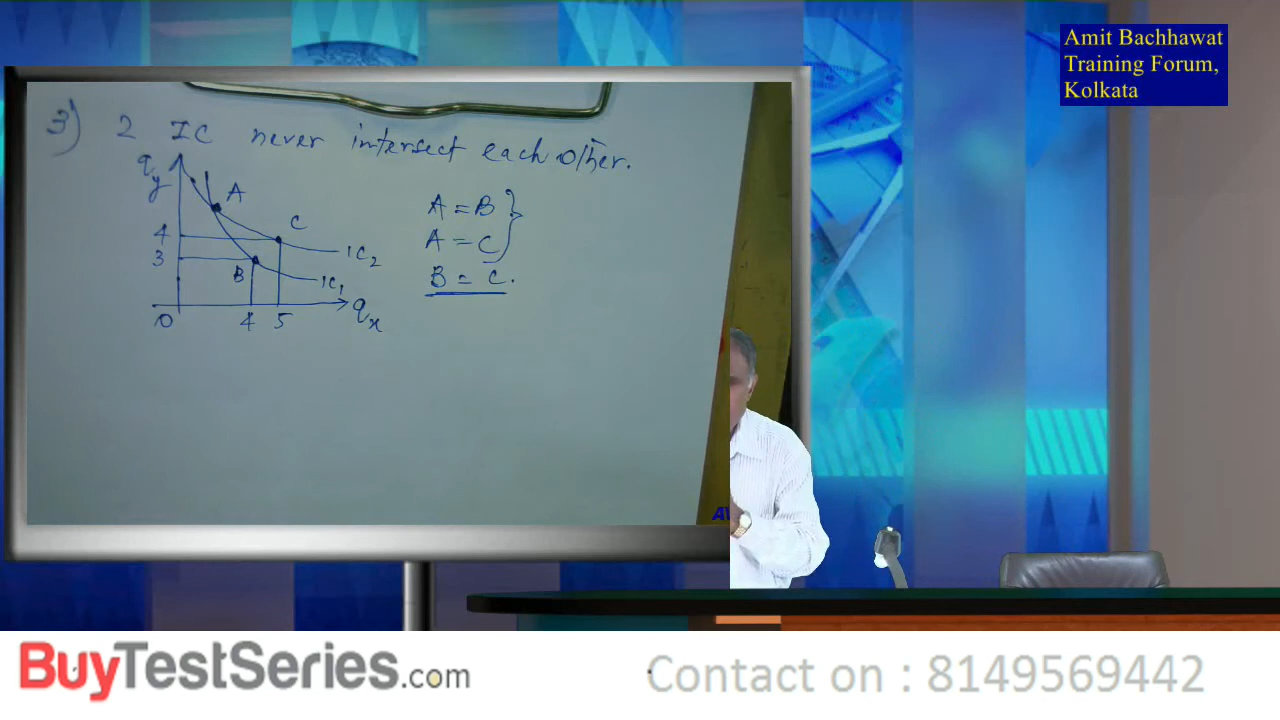 Amit Bachhawat
Training Forum,
Kolkata
3) 2 IC never intersect each other.
qy
A
C
4
3
B
IC2
IC1
0 4 5 qx
A = B
A = C
B = C.
BuyTestSeries.com
Contact on : 8149569442